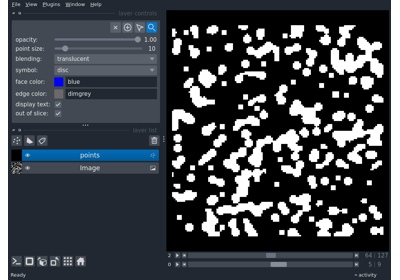 File View Plugins Window Help
layer controls
opacity: 1.00
point size: 10
blending: translucent
symbol: disc
face color: blue
edge color: dimgrey
display text:
out of slice:
layer list
points
Image
2 64 127
0 5 9
Ready activity